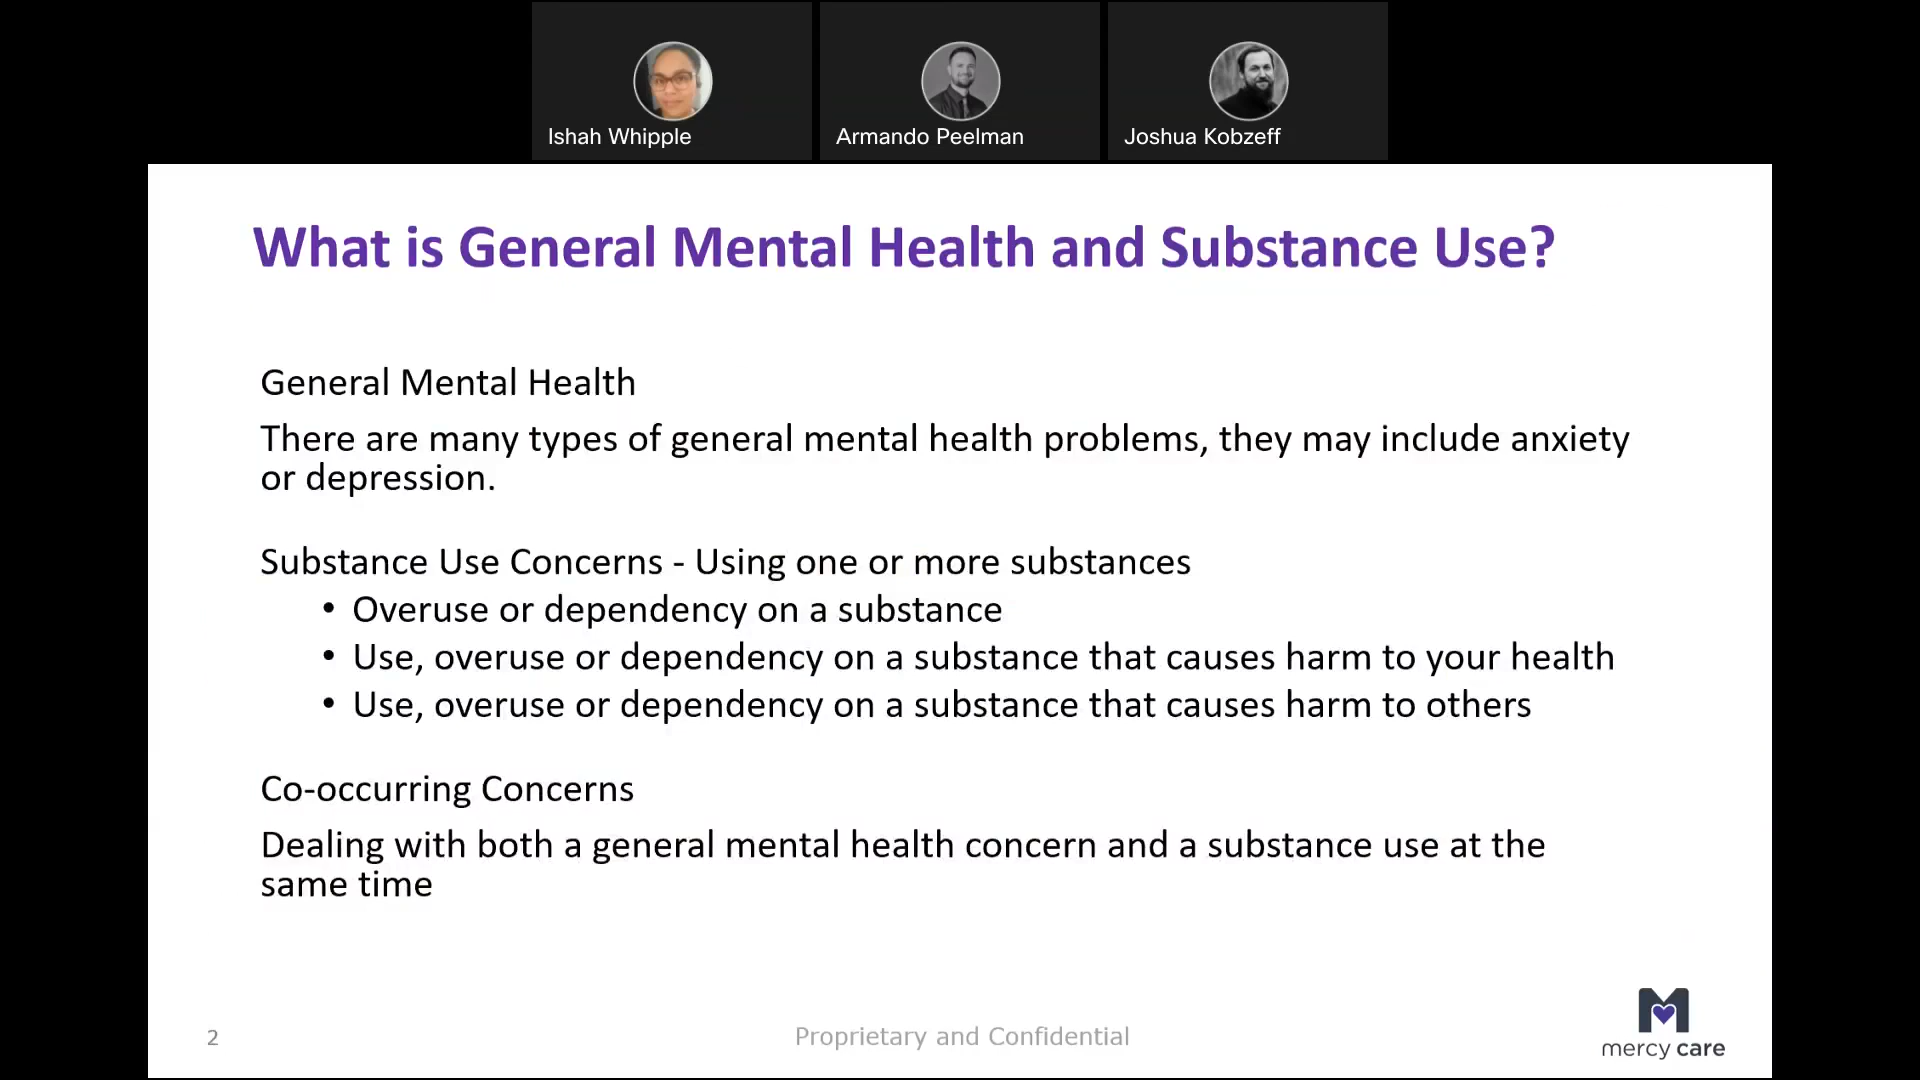 Ishah Whipple
Armando Peelman
Joshua Kobzeff
What is General Mental Health and Substance Use?
General Mental Health
There are many types of general mental health problems, they may include anxiety
or depression.
Substance Use Concerns - Using one or more substances
• Overuse or dependency on a substance
• Use, overuse or dependency on a substance that causes harm to your health
• Use, overuse or dependency on a substance that causes harm to others
Co-occurring Concerns
Dealing with both a general mental health concern and a substance use at the
same time
2
Proprietary and Confidential
mercy care